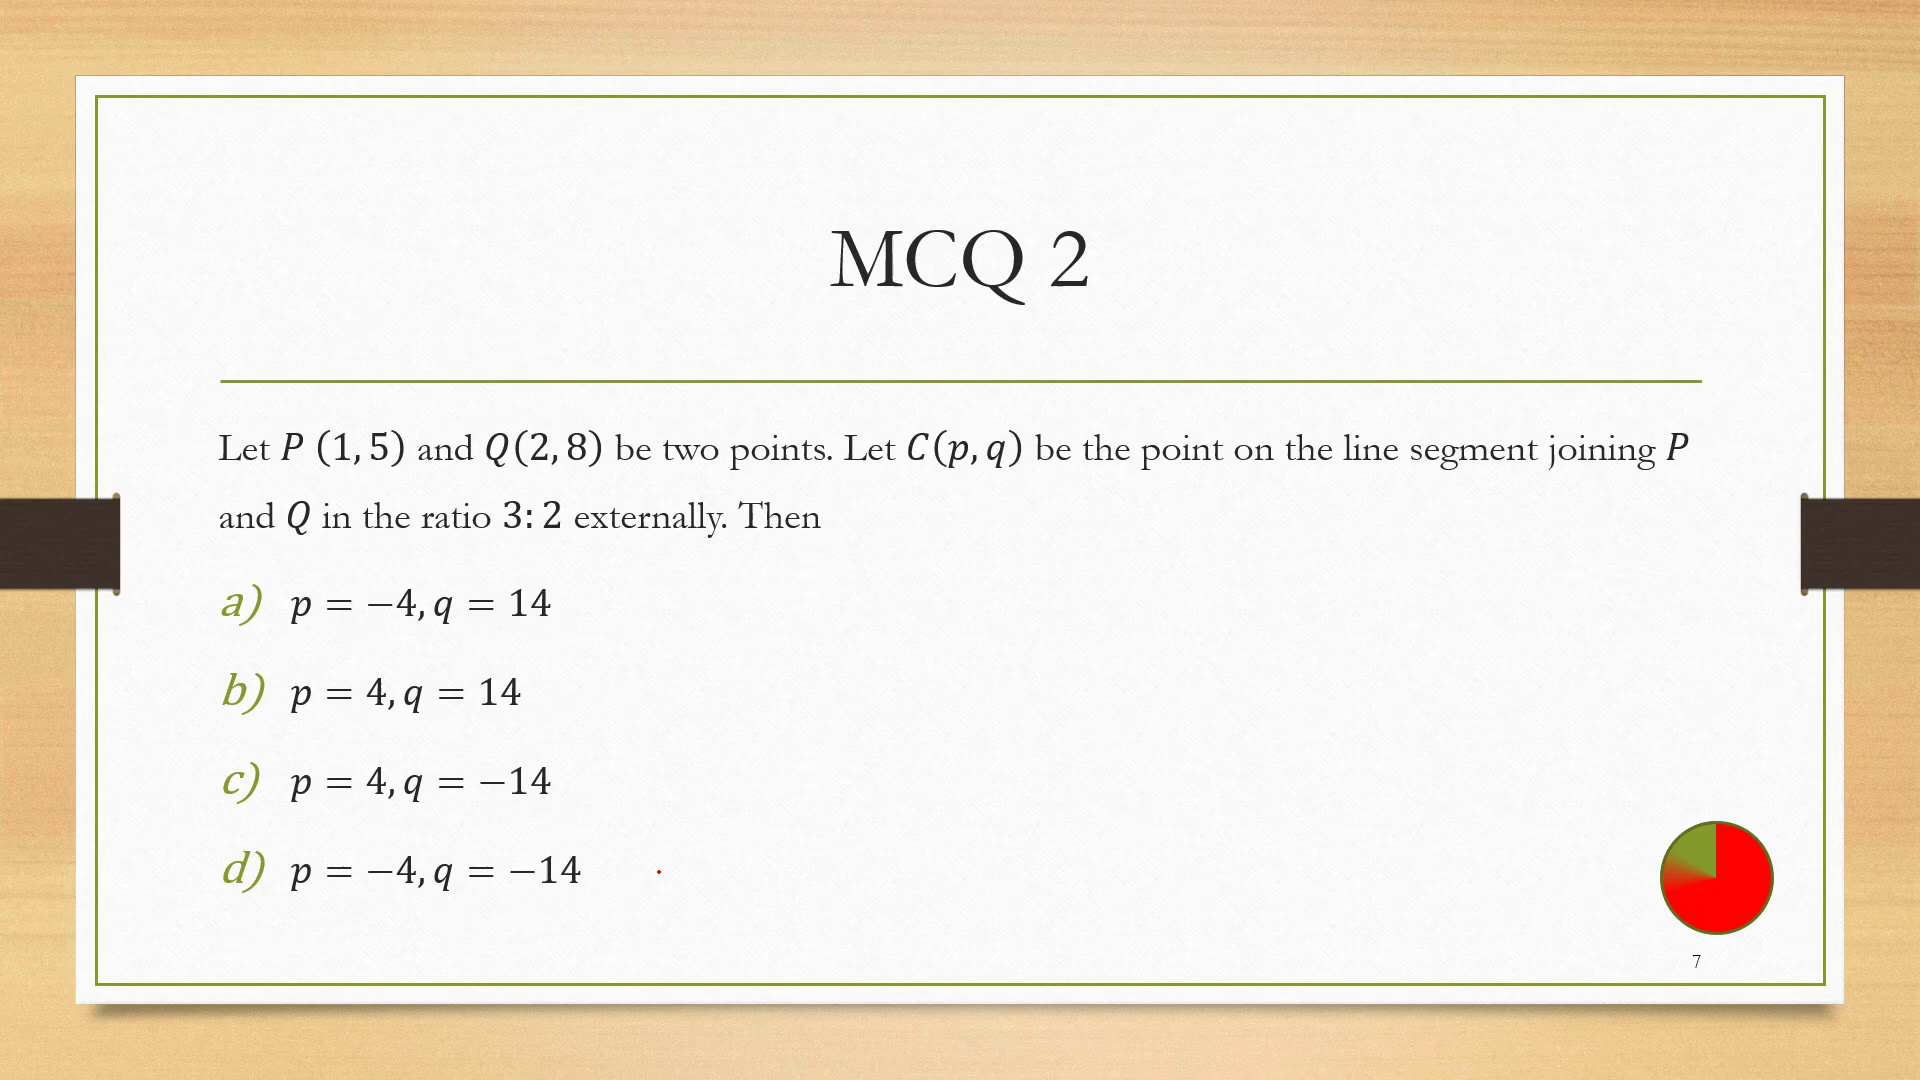 MCQ 2
Let P (1, 5) and Q(2, 8) be two points. Let C(p, q) be the point on the line segment joining P
and Q in the ratio 3: 2 externally. Then
a) p = −4, q = 14
b) p = 4, q = 14
c) p = 4, q = −14
d) p = −4, q = −14
7